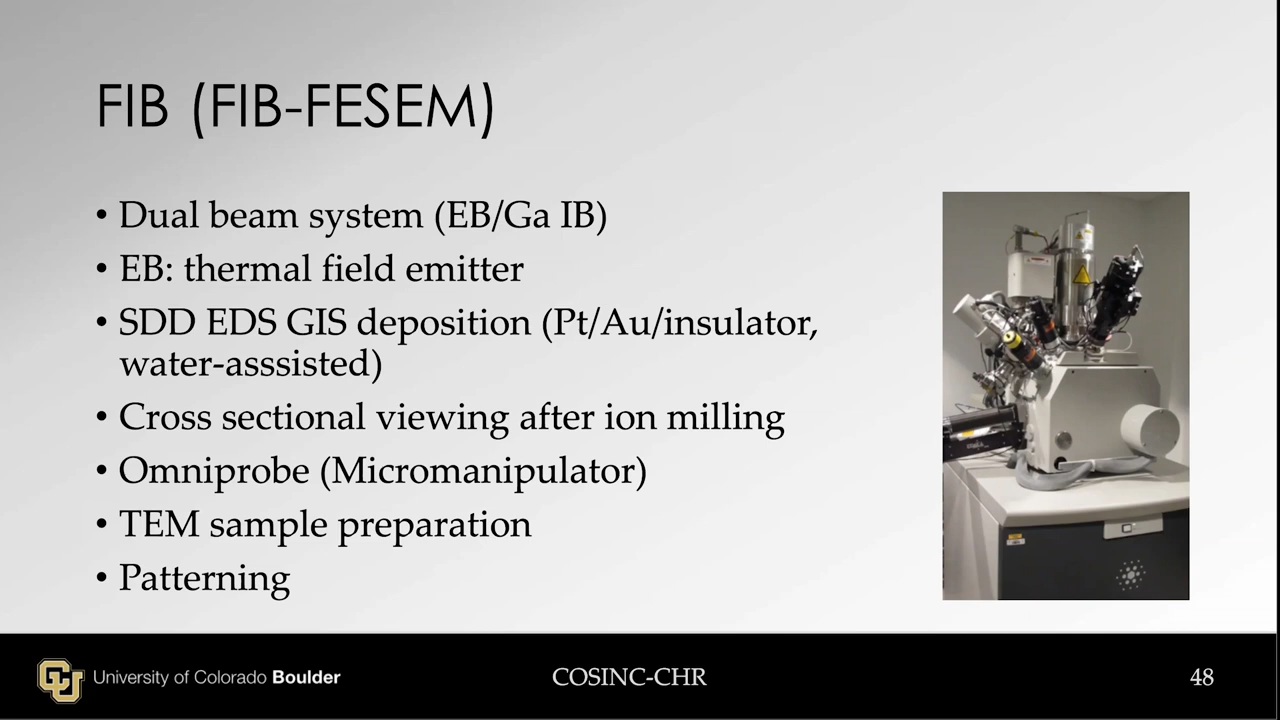 FIB (FIB-FESEM)
• Dual beam system (EB/Ga IB)
• EB: thermal field emitter
• SDD EDS GIS deposition (Pt/Au/insulator,
water-asssisted)
• Cross sectional viewing after ion milling
• Omniprobe (Micromanipulator)
• TEM sample preparation
• Patterning
CU
University of Colorado Boulder
COSINC-CHR
48